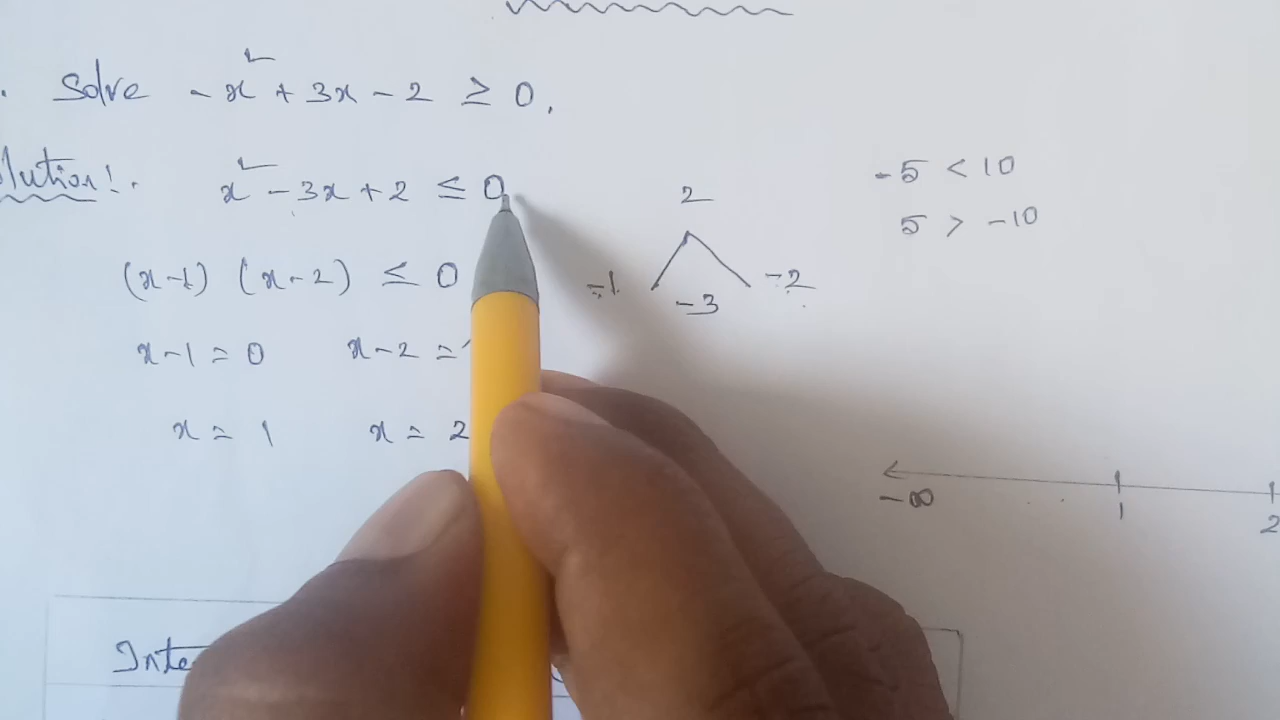 . Solve -x² + 3x - 2 ≥ 0.
lution:.
x² - 3x + 2 ≤ 0
(x-1) (x-2) ≤ 0
x-1 = 0 x-2 =
x = 1 x = 2
2
-1 -2
-3
-5 < 10
5 > -10
-∞ 1 2
Inte